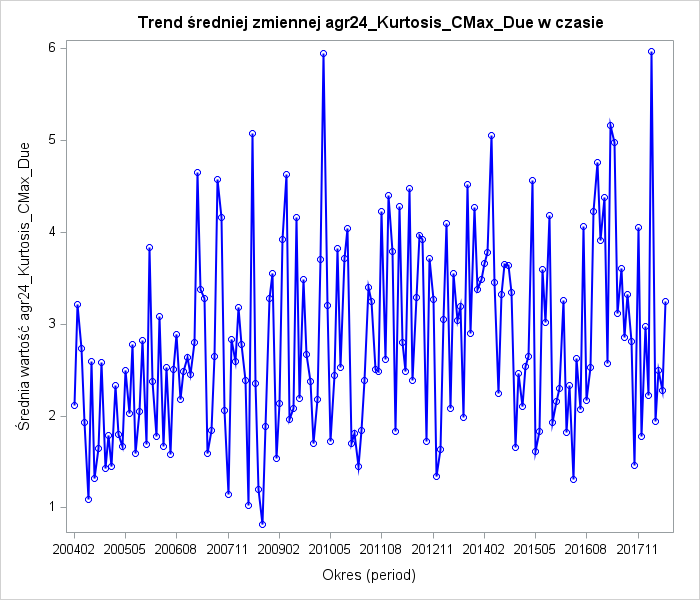 Trend średniej zmiennej agr24_Kurtosis_CMax_Due w czasie
Średnia wartość agr24_Kurtosis_CMax_Due
6
5
4
3
2
1
200402 200505 200608 200711 200902 201005 201108 201211 201402 201505 201608 201711
Okres (period)